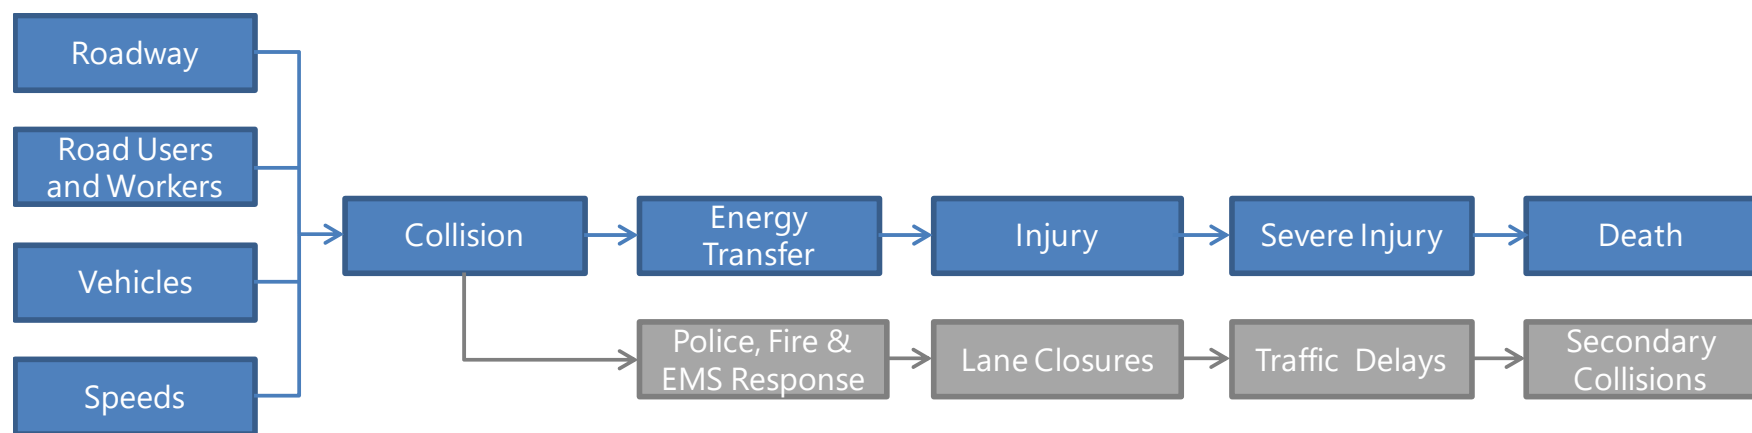 Roadway
Road Users
and Workers
Vehicles
Speeds
Collision
Energy
Transfer
Injury
Severe Injury
Death
Police, Fire &
EMS Response
Lane Closures
Traffic Delays
Secondary
Collisions